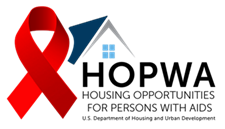 HOPWA
HOUSING OPPORTUNITIES
FOR PERSONS WITH AIDS
U.S. Department of Housing and Urban Development